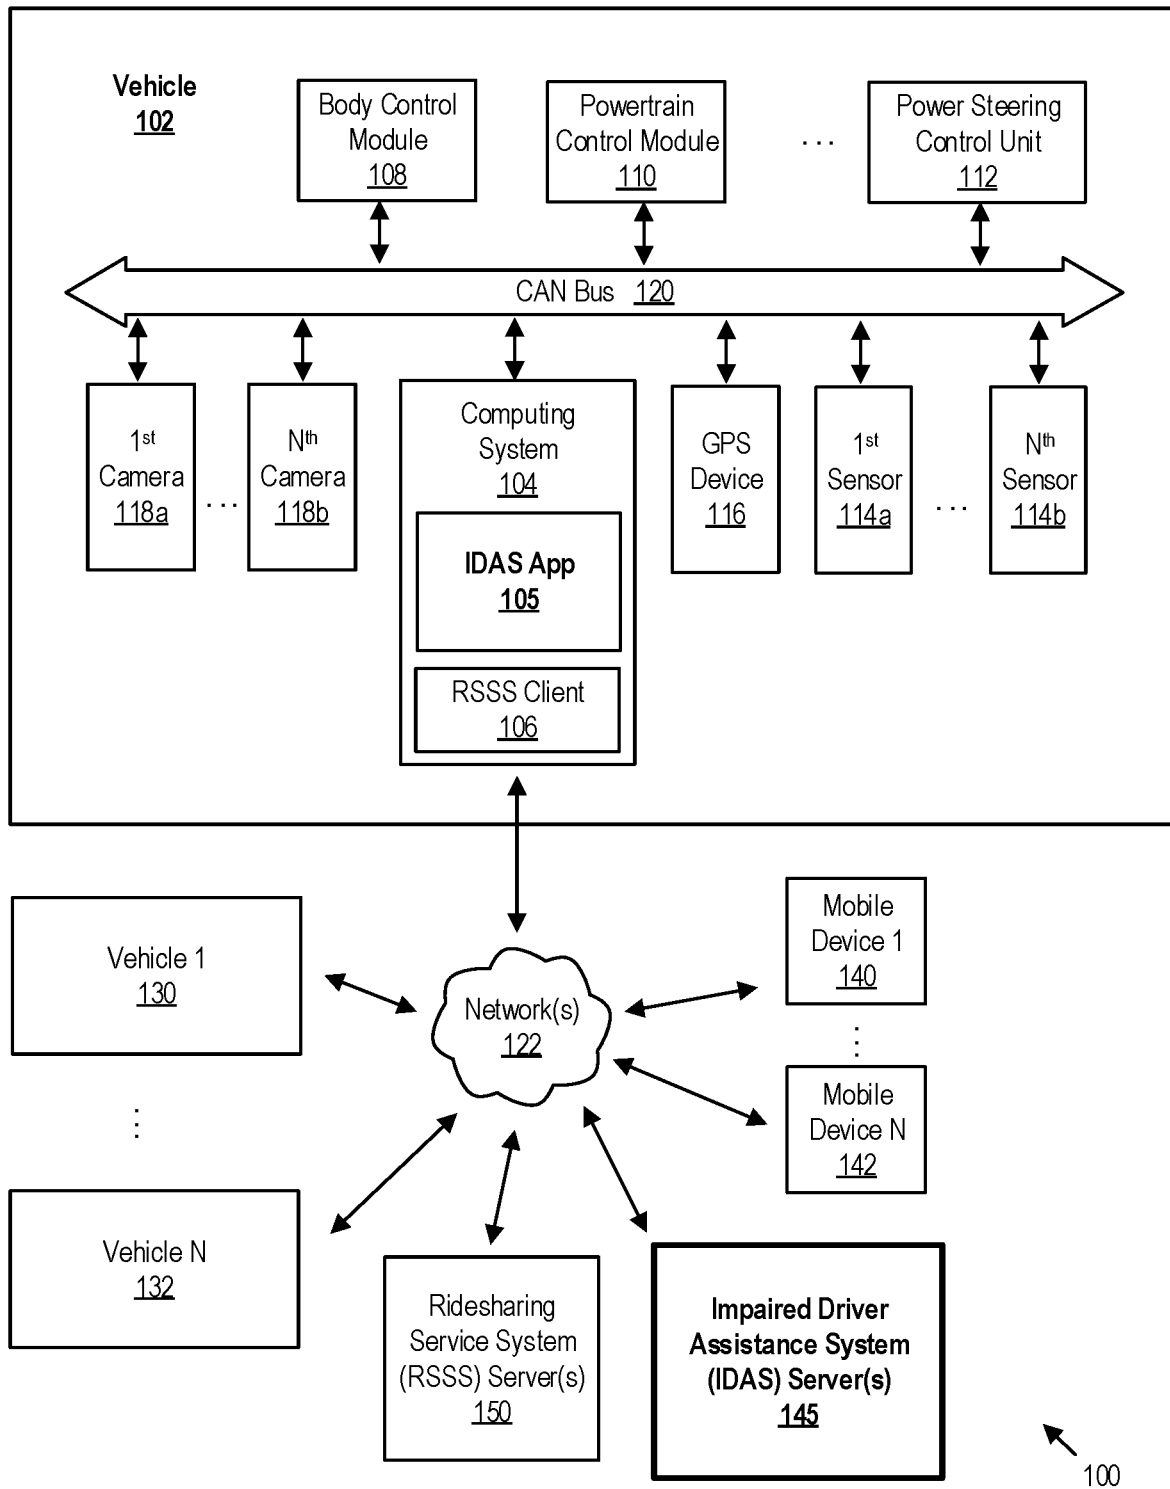 Vehicle
102
Body Control
Module
108
Powertrain
Control Module
110
...
Power Steering
Control Unit
112
CAN Bus 120
1st
Camera
118a
...
Nth
Camera
118b
Computing
System
104
IDAS App
105
RSSS Client
106
GPS
Device
116
1st
Sensor
114a
...
Nth
Sensor
114b
Vehicle 1
130
...
Vehicle N
132
Network(s)
122
Mobile
Device 1
140
...
Mobile
Device N
142
Ridesharing
Service System
(RSSS) Server(s)
150
Impaired Driver
Assistance System
(IDAS) Server(s)
145
100